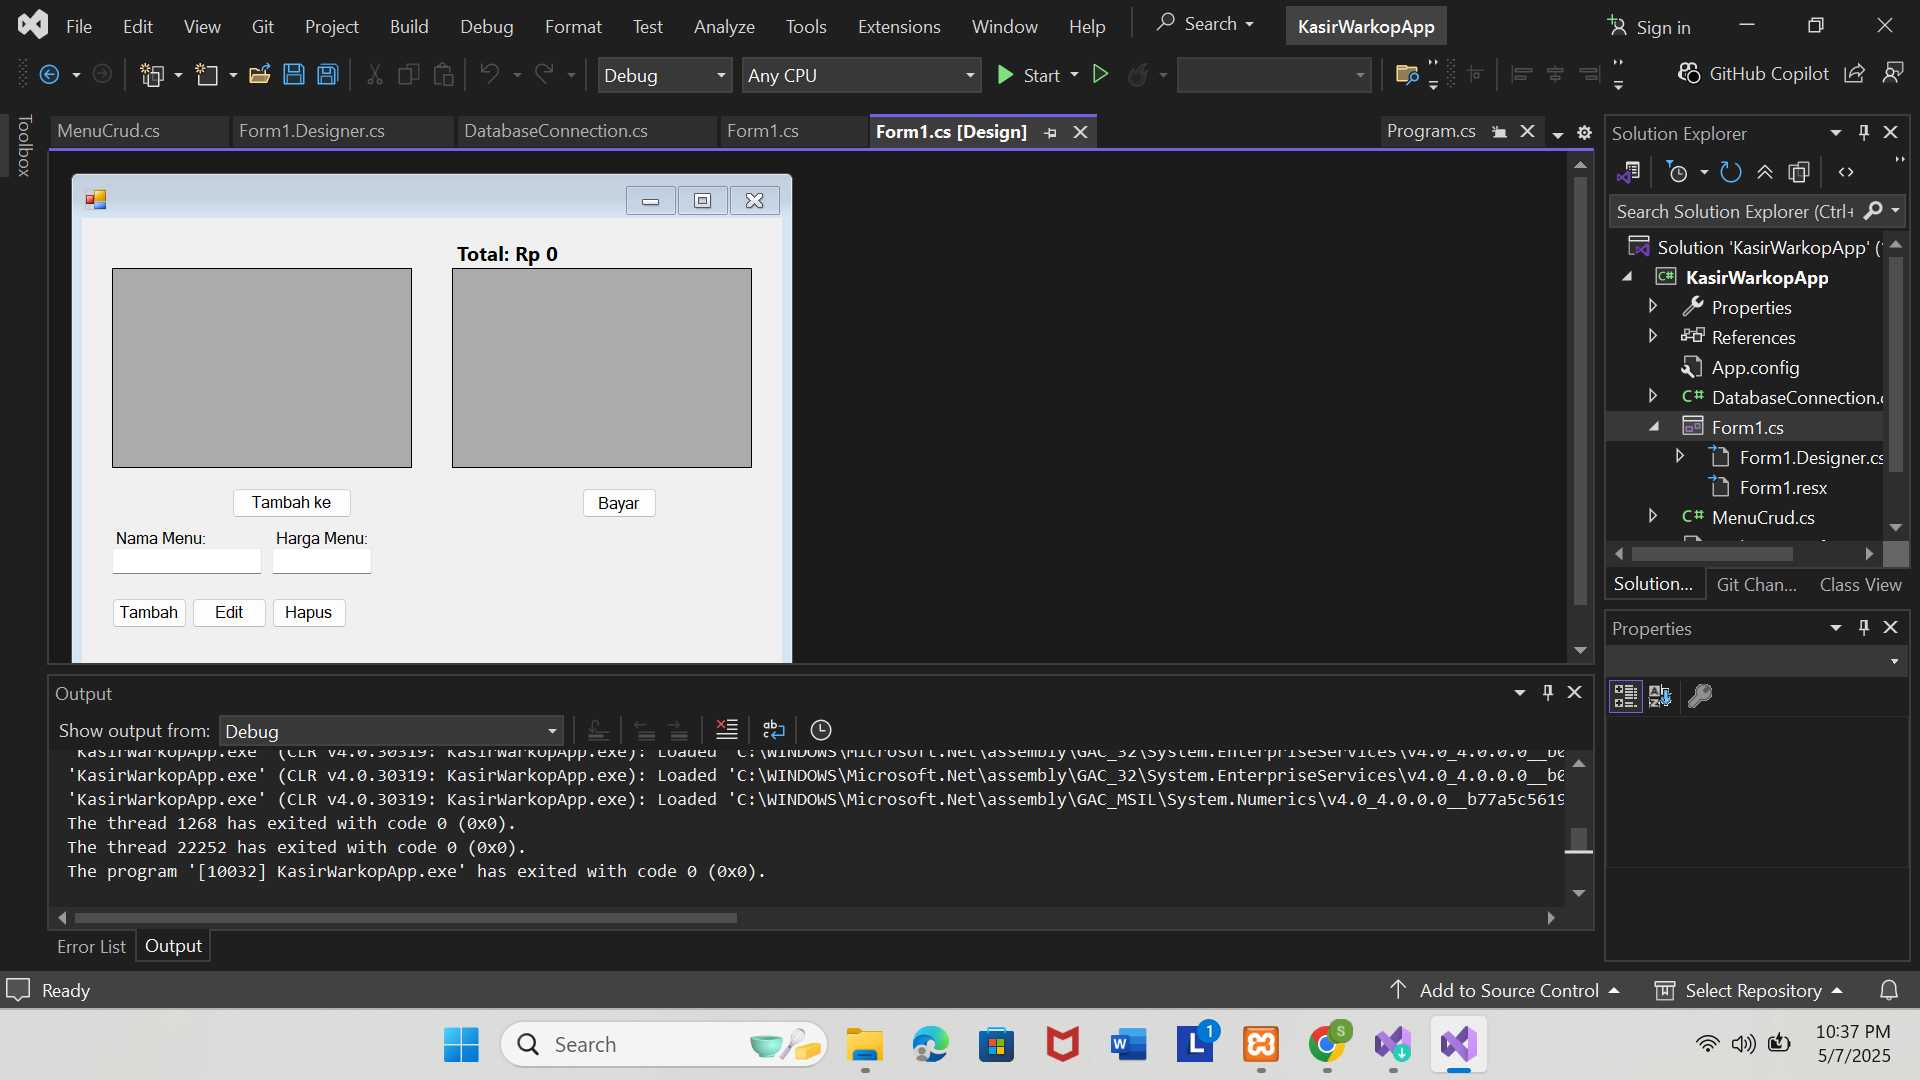 File Edit View Git Project Build Debug Format Test Analyze Tools Extensions Window Help Search KasirWarkopApp Sign in
Debug Any CPU Start GitHub Copilot
Toolbox
MenuCrud.cs Form1.Designer.cs DatabaseConnection.cs Form1.cs Form1.cs [Design] Program.cs
Total: Rp 0
Tambah ke Bayar
Nama Menu: Harga Menu:
Tambah Edit Hapus
Solution Explorer
Search Solution Explorer (Ctrl+
Solution 'KasirWarkopApp' (
C# KasirWarkopApp
Properties
References
App.config
C# DatabaseConnection.
Form1.cs
Form1.Designer.cs
Form1.resx
C# MenuCrud.cs
Solution... Git Chan... Class View
Properties
Output
Show output from: Debug
'KasirWarkopApp.exe' (CLR v4.0.30319: KasirWarkopApp.exe): Loaded 'C:\WINDOWS\Microsoft.Net\assembly\GAC_32\System.EnterpriseServices\v4.0_4.0.0.0__b0
'KasirWarkopApp.exe' (CLR v4.0.30319: KasirWarkopApp.exe): Loaded 'C:\WINDOWS\Microsoft.Net\assembly\GAC_32\System.EnterpriseServices\v4.0_4.0.0.0__b0
'KasirWarkopApp.exe' (CLR v4.0.30319: KasirWarkopApp.exe): Loaded 'C:\WINDOWS\Microsoft.Net\assembly\GAC_MSIL\System.Numerics\v4.0_4.0.0.0__b77a5c5619
The thread 1268 has exited with code 0 (0x0).
The thread 22252 has exited with code 0 (0x0).
The program '[10032] KasirWarkopApp.exe' has exited with code 0 (0x0).
Error List Output
Ready Add to Source Control Select Repository
Search 1 S
10:37 PM
5/7/2025